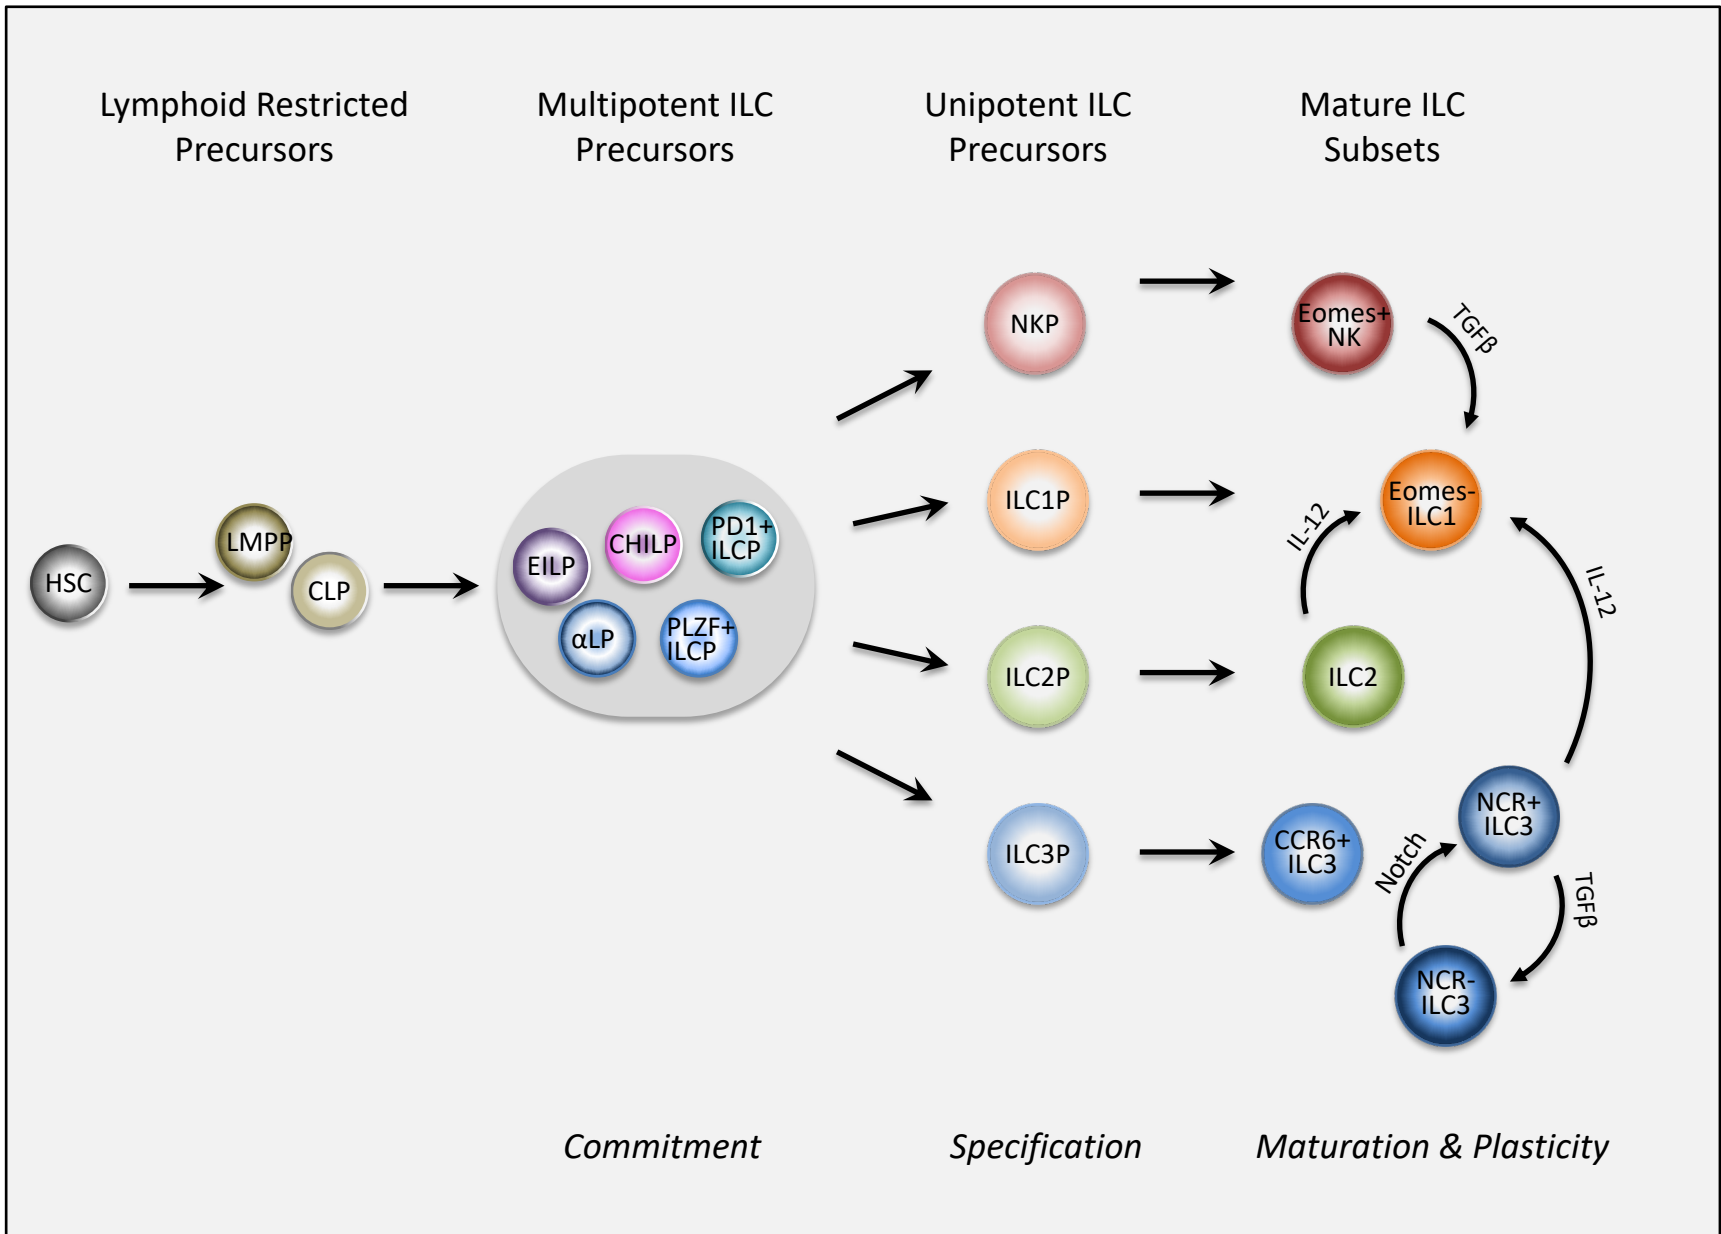 Lymphoid Restricted
Precursors
Multipotent ILC
Precursors
Unipotent ILC
Precursors
Mature ILC
Subsets
HSC
LMPP
CLP
EILP
CHILP
PD1+
ILCP
αLP
PLZF+
ILCP
NKP
ILC1P
ILC2P
ILC3P
Eomes+
NK
TGFβ
Eomes-
ILC1
IL-12
IL-12
ILC2
CCR6+
ILC3
NCR+
ILC3
Notch
TGFβ
NCR-
ILC3
Commitment
Specification
Maturation & Plasticity